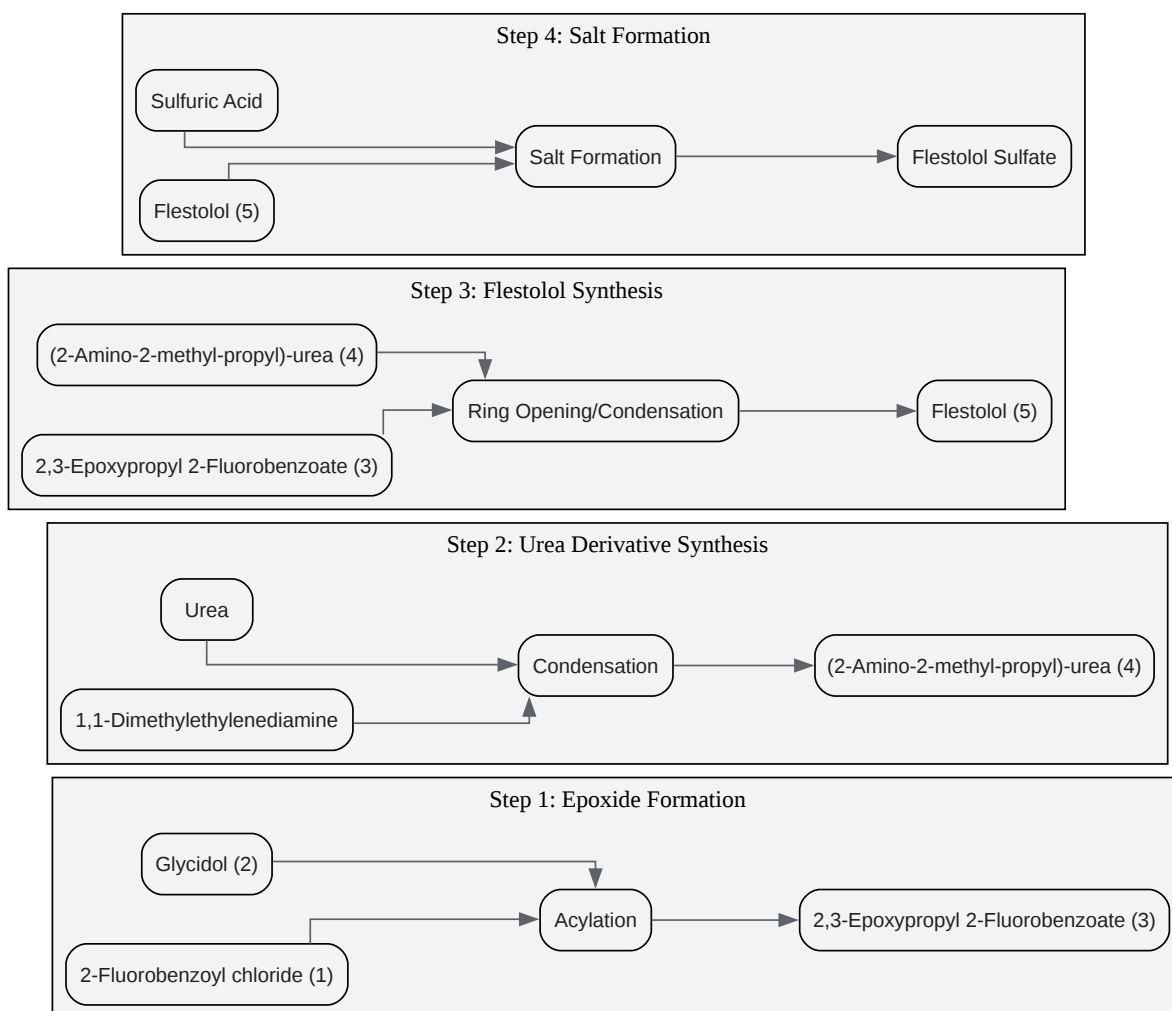 Step 4: Salt Formation
Sulfuric Acid
Salt Formation
Flestolol Sulfate
Flestolol (5)
Step 3: Flestolol Synthesis
(2-Amino-2-methyl-propyl)-urea (4)
Ring Opening/Condensation
Flestolol (5)
2,3-Epoxypropyl 2-Fluorobenzoate (3)
Step 2: Urea Derivative Synthesis
Urea
Condensation
(2-Amino-2-methyl-propyl)-urea (4)
1,1-Dimethylethylenediamine
Step 1: Epoxide Formation
Glycidol (2)
Acylation
2,3-Epoxypropyl 2-Fluorobenzoate (3)
2-Fluorobenzoyl chloride (1)